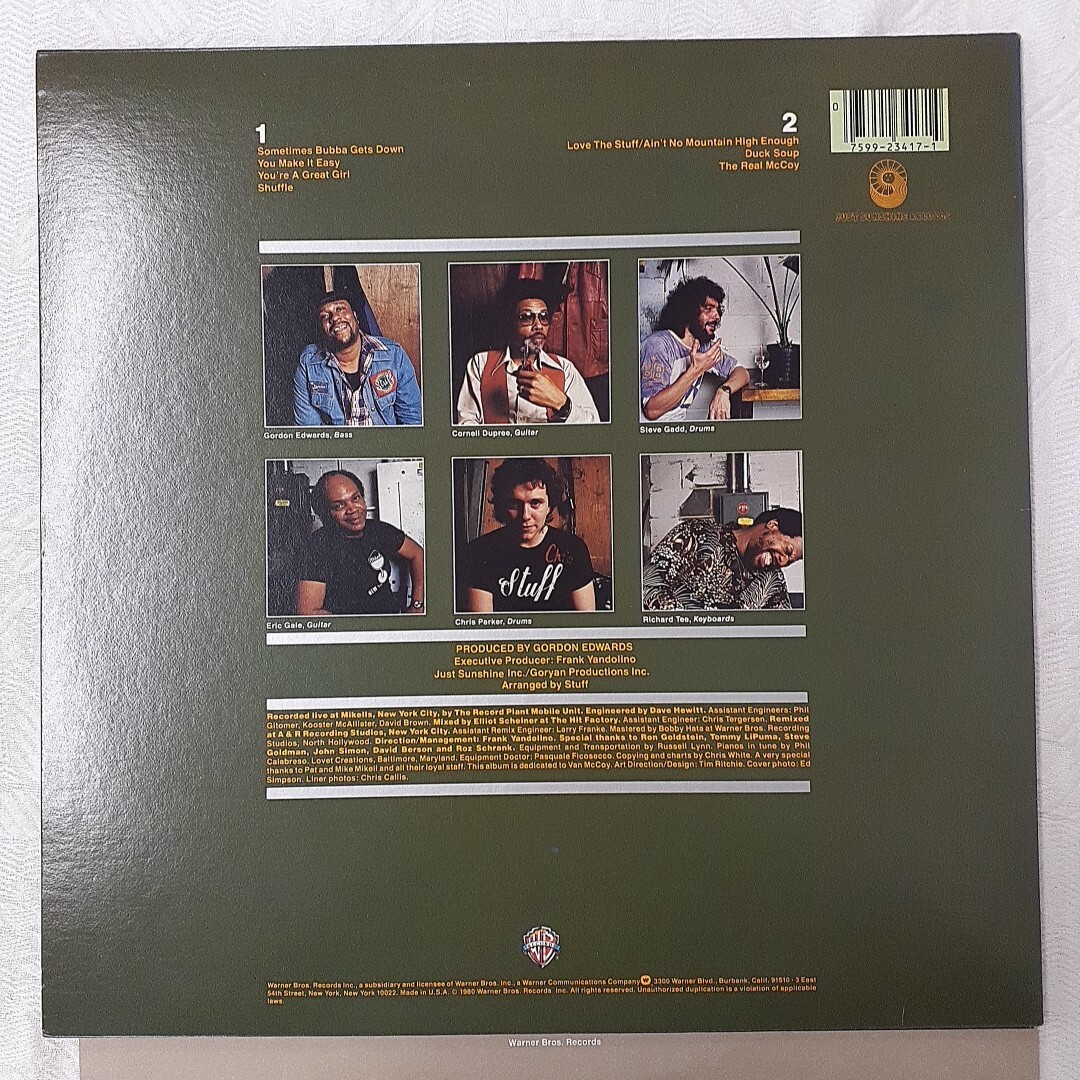 1
Sometimes Bubba Gets Down
You Make It Easy
You're A Great Girl
Shuffle
2
Love The Stuff/Ain't No Mountain High Enough
Duck Soup
The Real McCoy
0
7599-23417-1
JUST SUNSHINE RECORDS
Gordon Edwards, Bass
Cornell Dupree, Guitar
Steve Gadd, Drums
Stuff
Eric Gale, Guitar
Chris Parker, Drums
Richard Tee, Keyboards
PRODUCED BY GORDON EDWARDS
Executive Producer: Frank Yandolino
Just Sunshine Inc./Goryan Productions Inc.
Arranged by Stuff
Recorded live at Mikells, New York City, by The Record Plant Mobile Unit. Engineered by Dave Hewitt. Assistant Engineers: Phil
Gitomer, Kooster McAllister, David Brown. Mixed by Elliot Scheiner at The Hit Factory. Assistant Engineer: Chris Tergersen. Remixed
at A & R Recording Studios, New York City. Assistant Remix Engineer: Larry Franke. Mastered by Bobby Hata at Warner Bros. Recording
Studios, North Hollywood. Direction/Management: Frank Yandolino. Special thanks to Ron Goldstein, Tommy LiPuma, Steve
Goldman, John Simon, David Berson and Roz Schrank. Equipment and Transportation by Russell Lynn. Pianos in tune by Phil
Calabreso, Lovet Creations, Baltimore, Maryland. Equipment Doctor: Pasquale Ficosecco. Copying and charts by Chris White. A very special
thanks to Pat and Mike Mikell and all their loyal staff. This album is dedicated to Van McCoy. Art Direction/Design: Tim Ritchie. Cover photo: Ed
Simpson. Liner photos: Chris Callis.
Warner Bros. Records Inc., a subsidiary and licensee of Warner Bros. Inc., a Warner Communications Company 3300 Warner Blvd., Burbank, Calif. 91510 · 3 East
54th Street, New York, New York 10022. Made in U.S.A. © 1980 Warner Bros. Records Inc. All rights reserved. Unauthorized duplication is a violation of applicable
laws.
Warner Bros. Records